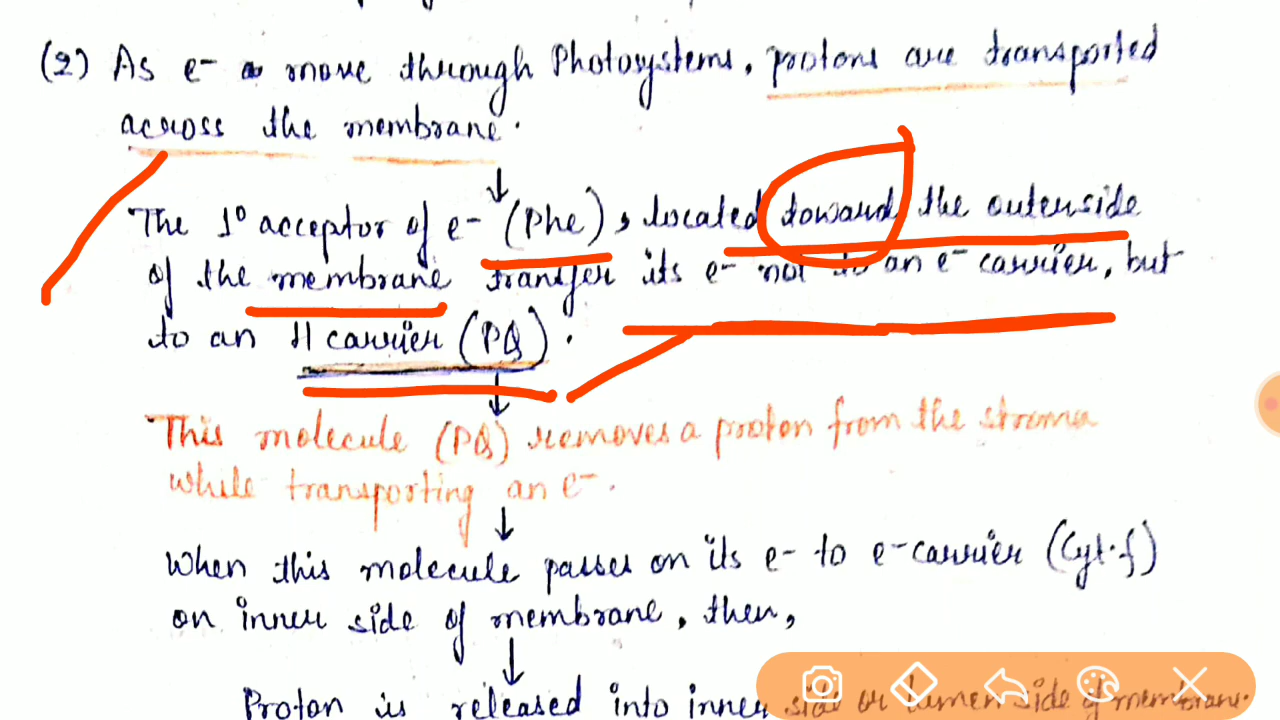 (2) As e- move through Photosystems, protons are transported
across the membrane.
↓
The 1° acceptor of e- (Phe), located toward the outerside
of the membrane transfer its e- not to an e- carrier, but
to an H carrier (PQ).
↓
This molecule (PQ) removes a proton from the stroma
while transporting an e-.
↓
When this molecule passes on its e- to e-carrier (Cyt.f)
on inner side of membrane, then,
↓
Proton is released into inner side or lumen side of membrane.